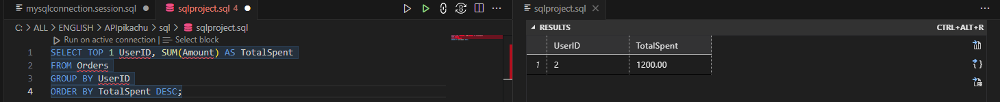 mysqlconnection.session.sql
sqlproject.sql 4
C: > ALL > ENGLISH > APIpikachu > sql > sqlproject.sql
Run on active connection | Select block
1 SELECT TOP 1 UserID, SUM(Amount) AS TotalSpent
2 FROM Orders
3 GROUP BY UserID
4 ORDER BY TotalSpent DESC;
sqlproject.sql
RESULTS CTRL+ALT+R
UserID TotalSpent
1 2 1200.00